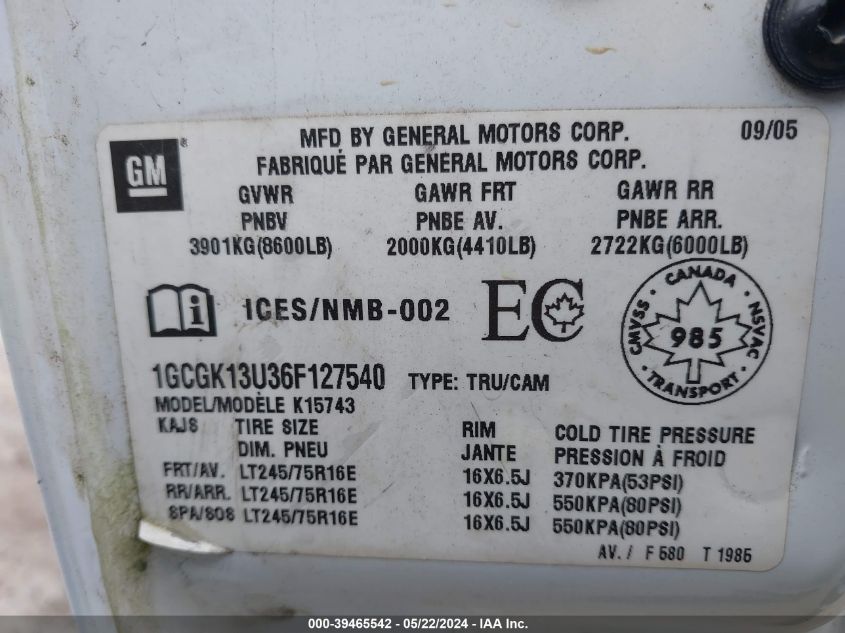 GM®
MFD BY GENERAL MOTORS CORP. 09/05
FABRIQUÉ PAR GENERAL MOTORS CORP.
GVWR GAWR FRT GAWR RR
PNBV PNBE AV. PNBE ARR.
3901KG(8600LB) 2000KG(4410LB) 2722KG(6000LB)
i ICES/NMB-002 EC
CANADA
CMVSS 985 NSVAC
TRANSPORT
1GCGK13U36F127540 TYPE: TRU/CAM
MODEL/MODÈLE K15743
KAJS TIRE SIZE RIM COLD TIRE PRESSURE
DIM. PNEU JANTE PRESSION À FROID
FRT/AV. LT245/75R16E 16X6.5J 370KPA(53PSI)
RR/ARR. LT245/75R16E 16X6.5J 550KPA(80PSI)
SPA/SOS LT245/75R16E 16X6.5J 550KPA(80PSI)
AV. / F 580 T 1985
000-39465542 - 05/22/2024 - IAA Inc.